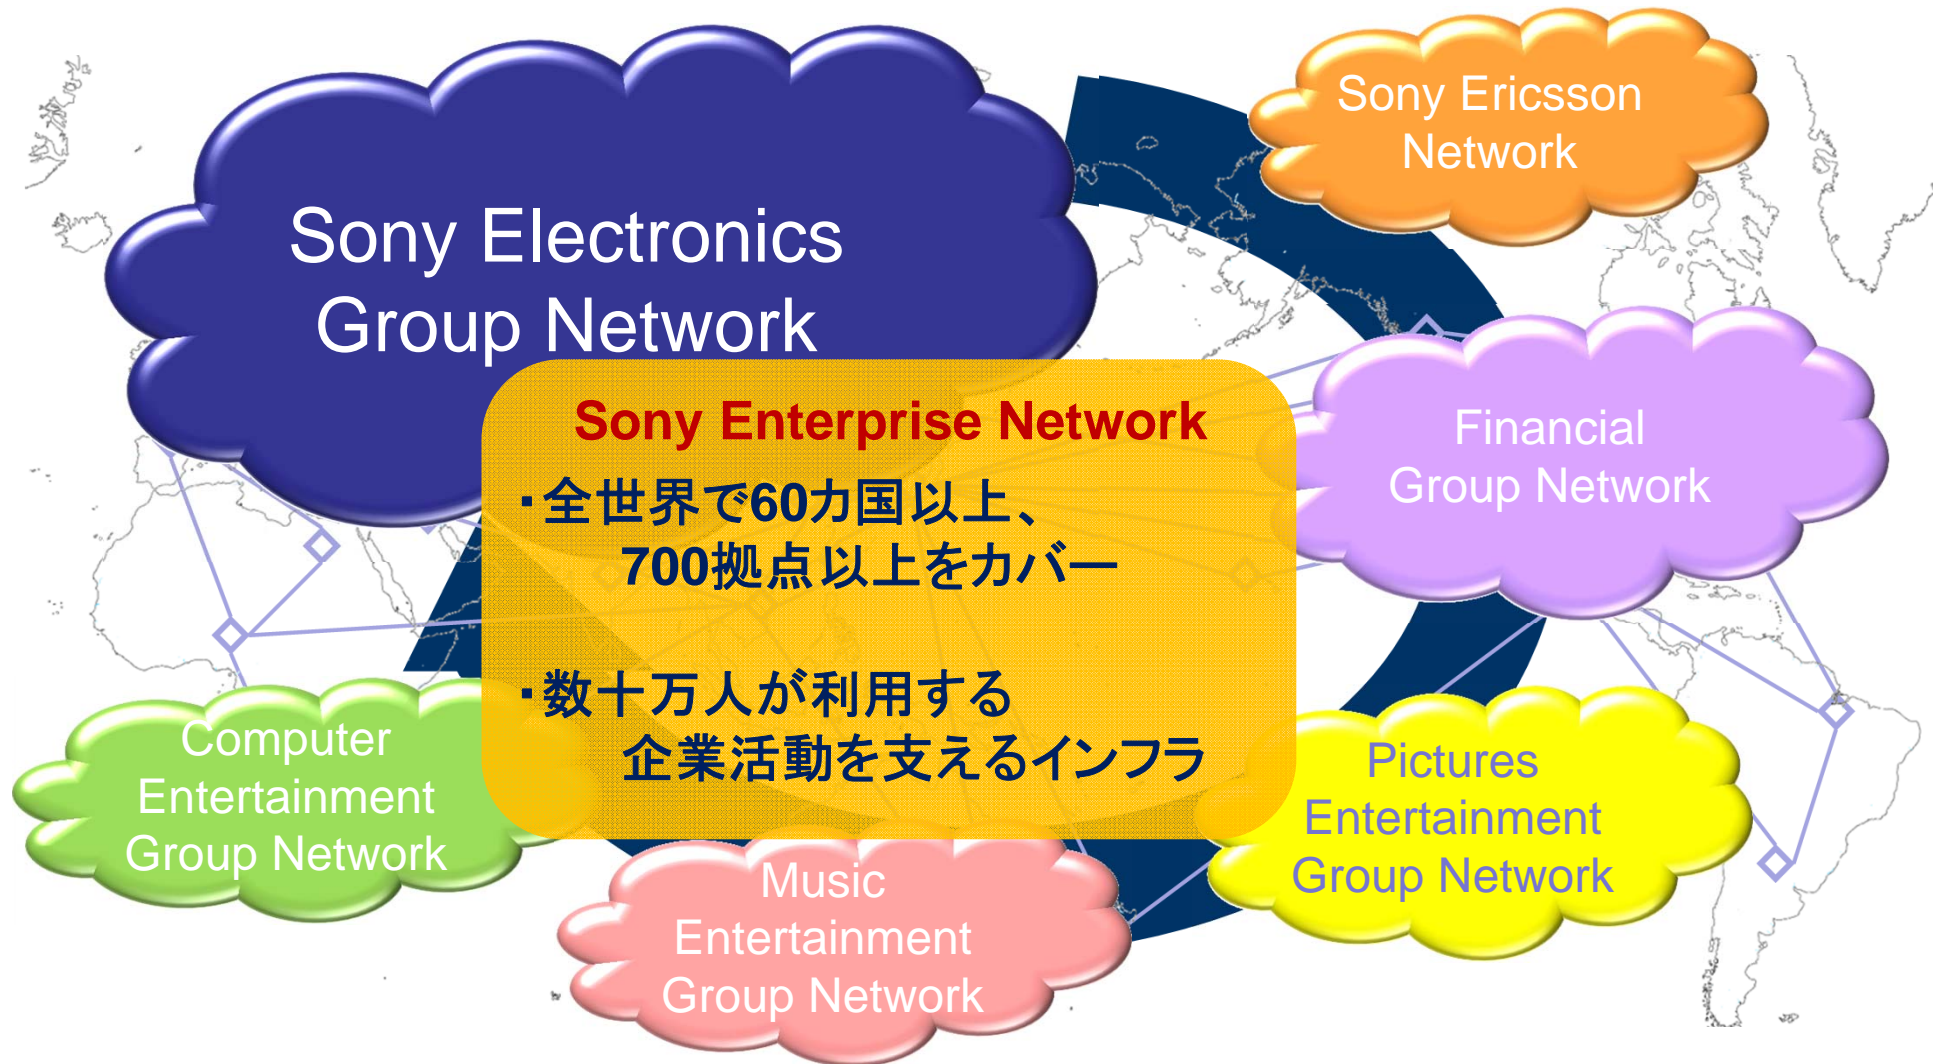 Sony Ericsson
Network
Sony Electronics
Group Network
Sony Enterprise Network
・全世界で60カ国以上、
700拠点以上をカバー
・数十万人が利用する
企業活動を支えるインフラ
Financial
Group Network
Computer
Entertainment
Group Network
Music
Entertainment
Group Network
Pictures
Entertainment
Group Network